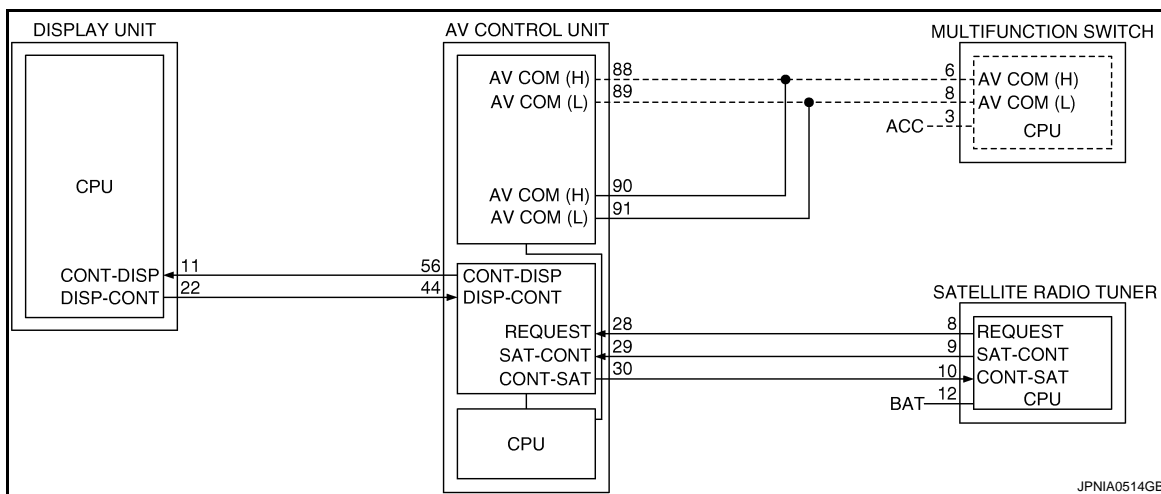 DISPLAY UNIT
CPU
CONT-DISP 11
DISP-CONT 22
AV CONTROL UNIT
AV COM (H) 88
AV COM (L) 89
AV COM (H) 90
AV COM (L) 91
56 CONT-DISP
44 DISP-CONT
REQUEST 28
SAT-CONT 29
CONT-SAT 30
CPU
MULTIFUNCTION SWITCH
6 AV COM (H)
8 AV COM (L)
ACC 3
CPU
SATELLITE RADIO TUNER
8 REQUEST
9 SAT-CONT
10 CONT-SAT
BAT 12
CPU
JPNIA0514GB